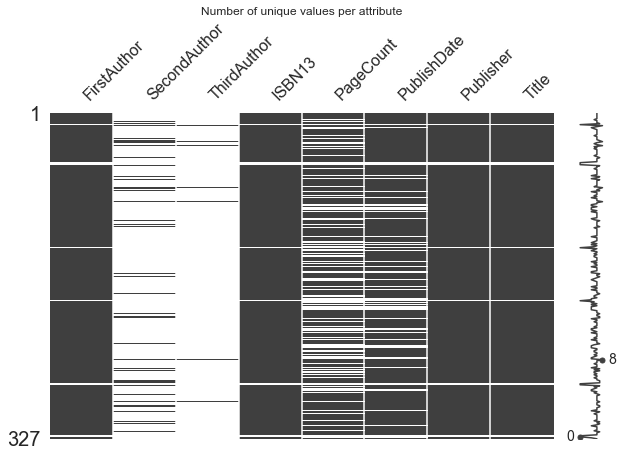 Number of unique values per attribute
FirstAuthor
SecondAuthor
ThirdAuthor
ISBN13
PageCount
PublishDate
Publisher
Title
1
8
0
327